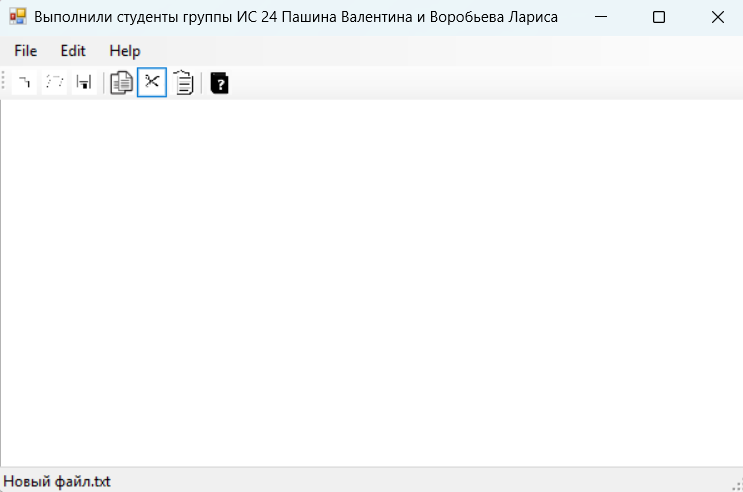 Выполнили студенты группы ИС 24 Пашина Валентина и Воробьева Лариса
File Edit Help
?
Новый файл.txt